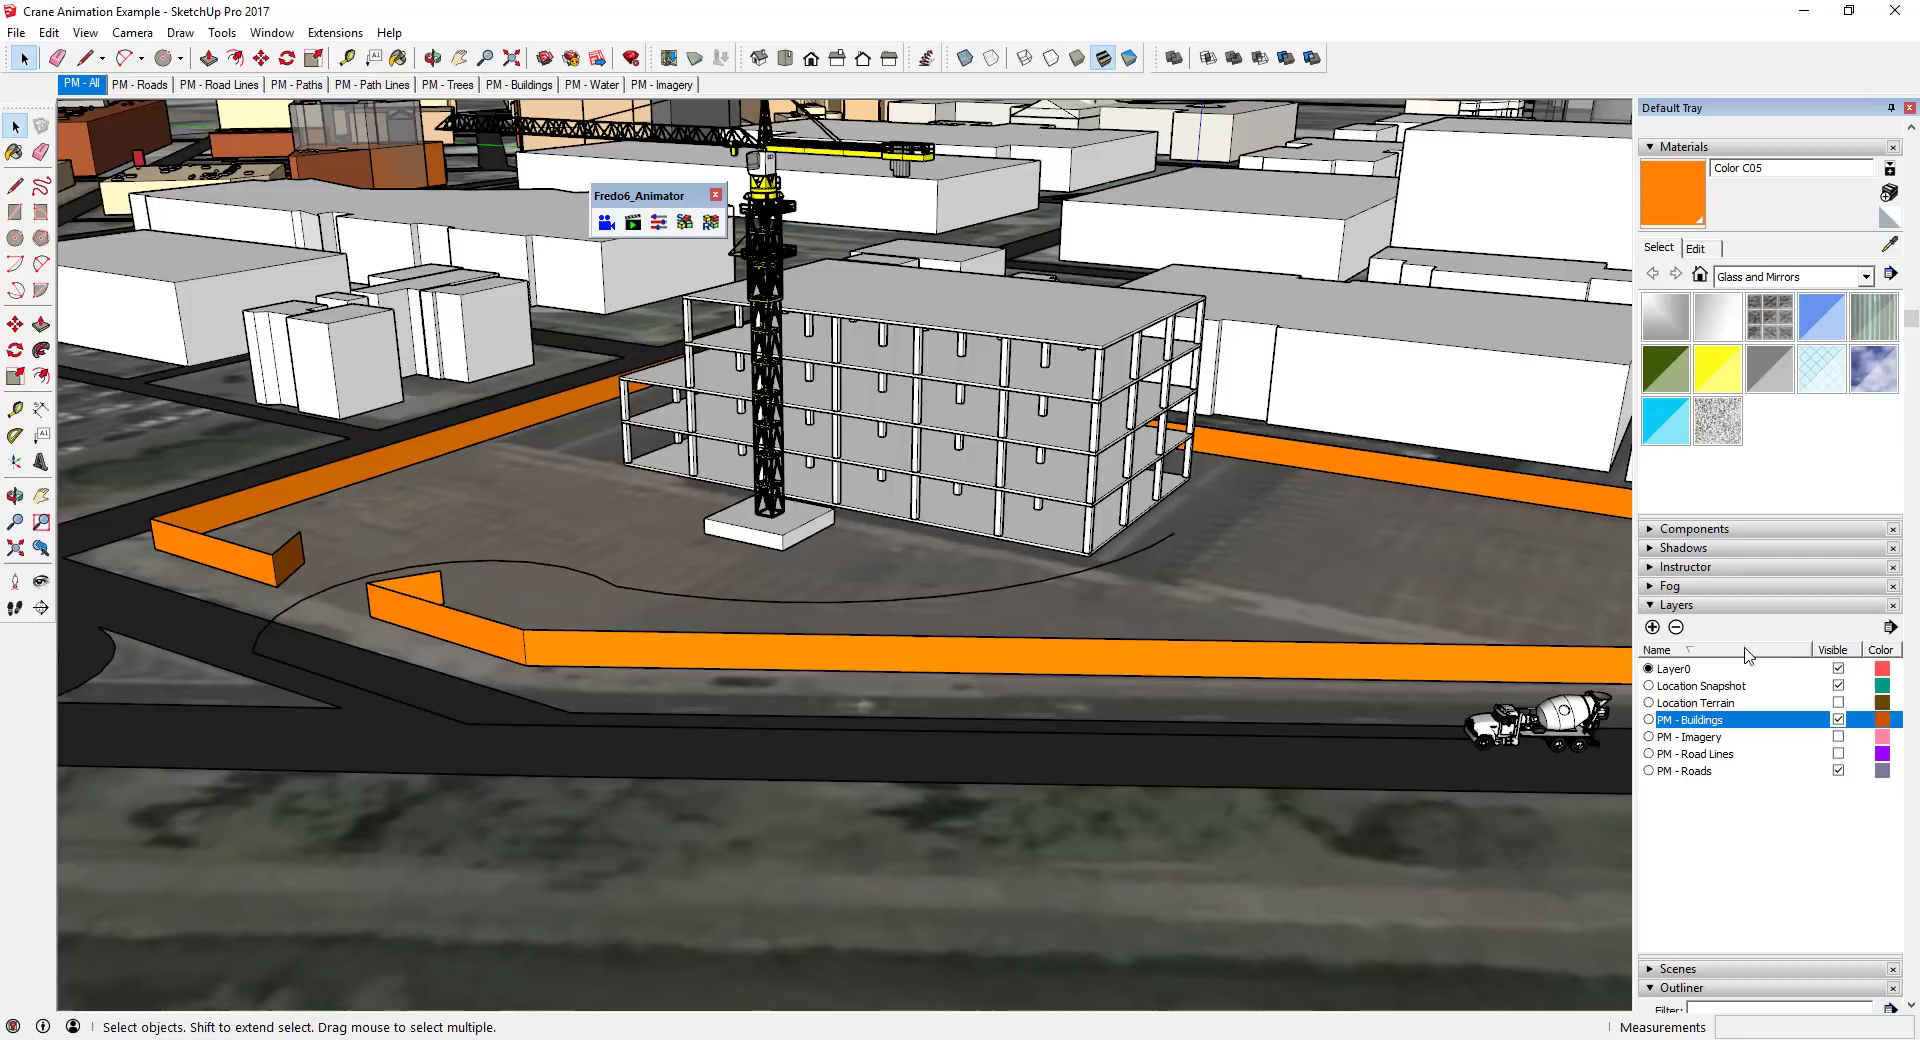 Crane Animation Example - SketchUp Pro 2017
File Edit View Camera Draw Tools Window Extensions Help
PM - All PM - Roads PM - Road Lines PM - Paths PM - Path Lines PM - Trees PM - Buildings PM - Water PM - Imagery
Default Tray
Materials
Color C05
Fredo6_Animator
Select Edit
Glass and Mirrors
Components
Shadows
Instructor
Fog
Layers
Name Visible Color
Layer0
Location Snapshot
Location Terrain
PM - Buildings
PM - Imagery
PM - Road Lines
PM - Roads
Scenes
Outliner
Filter:
Select objects. Shift to extend select. Drag mouse to select multiple.
Measurements